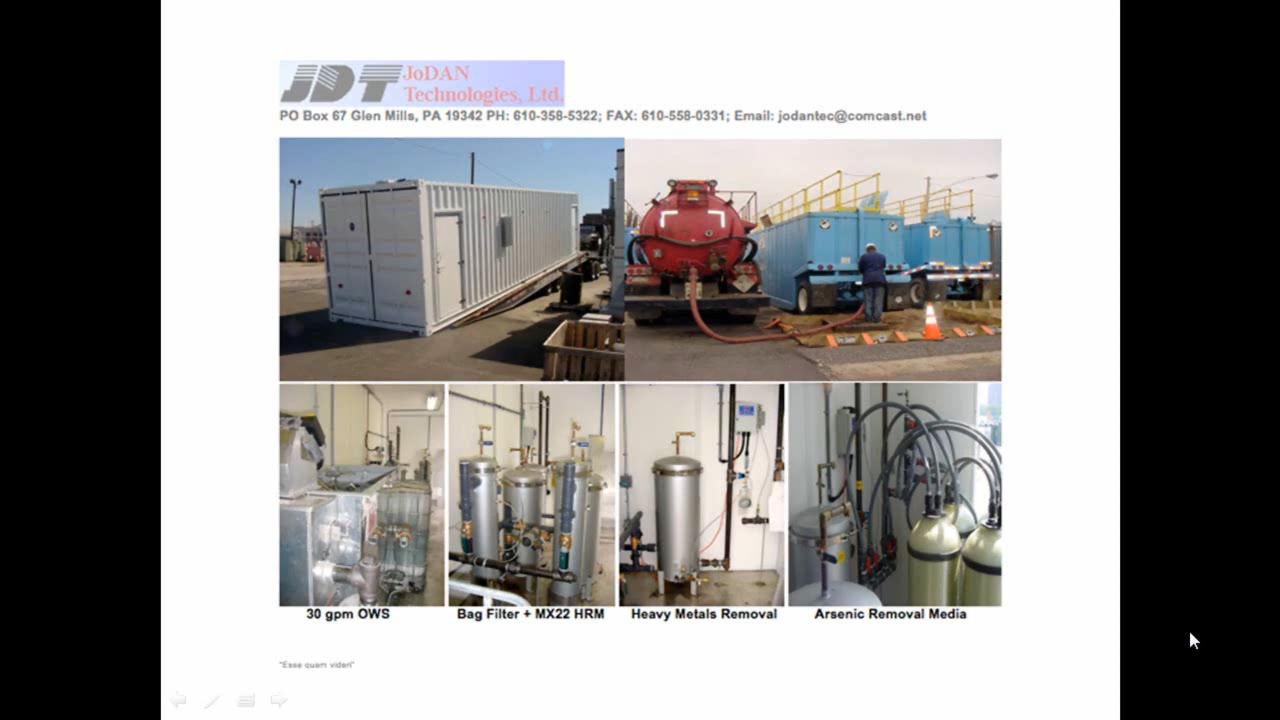 JDT JoDAN
Technologies, Ltd.
PO Box 67 Glen Mills, PA 19342 PH: 610-358-5322; FAX: 610-558-0331; Email: jodantec@comcast.net
30 gpm OWS
Bag Filter + MX22 HRM
Heavy Metals Removal
Arsenic Removal Media
"Esse quam videri"